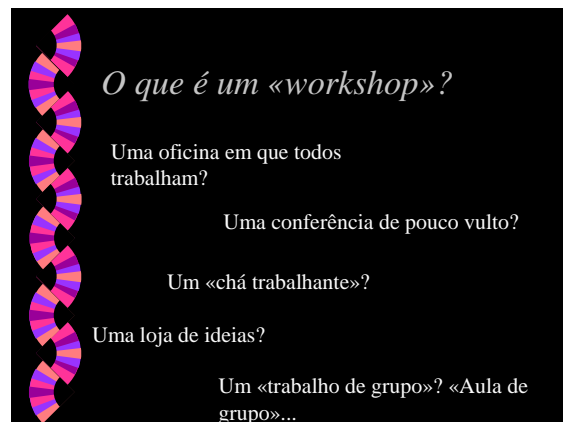 O que é um «workshop»?
Uma oficina em que todos
trabalham?
Uma conferência de pouco vulto?
Um «chá trabalhante»?
Uma loja de ideias?
Um «trabalho de grupo»? «Aula de
grupo»...